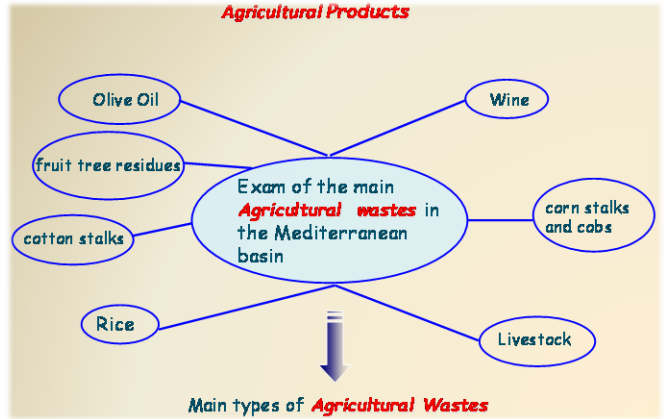 Agricultural Products
Olive Oil
Wine
fruit tree residues
Exam of the main
Agricultural wastes in
the Mediterranean
basin
corn stalks
and cobs
cotton stalks
Rice
Livestock
Main types of Agricultural Wastes